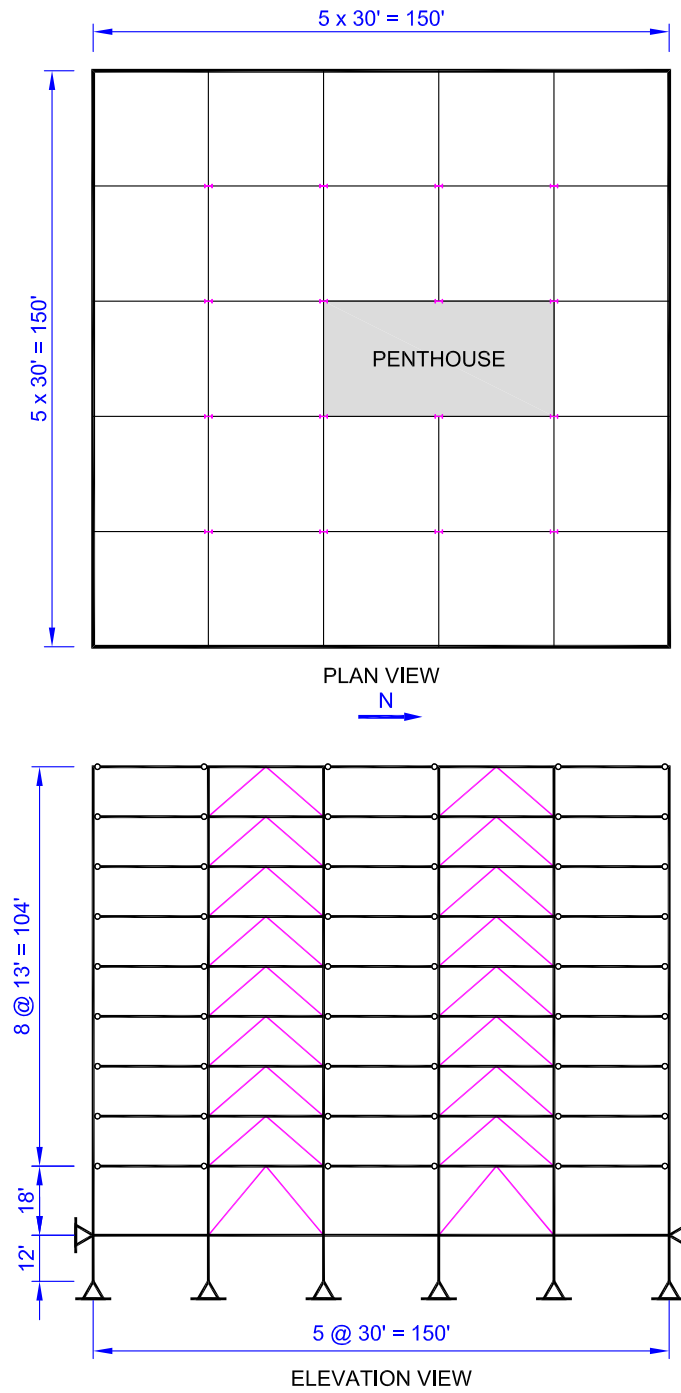 5 x 30' = 150'
5 x 30' = 150'
PENTHOUSE
PLAN VIEW
N
8 @ 13' = 104'
18'
12'
5 @ 30' = 150'
ELEVATION VIEW